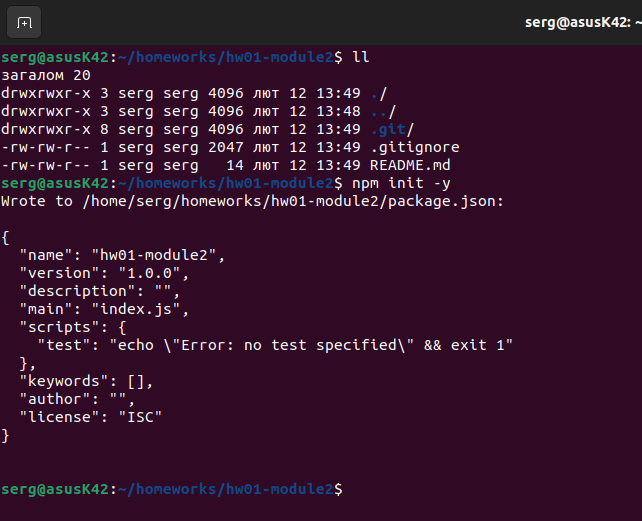 serg@asusK42: ~
serg@asusK42:~/homeworks/hw01-module2$ ll
загалом 20
drwxrwxr-x 3 serg serg 4096 лют 12 13:49 ./
drwxrwxr-x 3 serg serg 4096 лют 12 13:48 ../
drwxrwxr-x 8 serg serg 4096 лют 12 13:49 .git/
-rw-rw-r-- 1 serg serg 2047 лют 12 13:49 .gitignore
-rw-rw-r-- 1 serg serg   14 лют 12 13:49 README.md
serg@asusK42:~/homeworks/hw01-module2$ npm init -y
Wrote to /home/serg/homeworks/hw01-module2/package.json:
{
  "name": "hw01-module2",
  "version": "1.0.0",
  "description": "",
  "main": "index.js",
  "scripts": {
    "test": "echo \"Error: no test specified\" && exit 1"
  },
  "keywords": [],
  "author": "",
  "license": "ISC"
}
serg@asusK42:~/homeworks/hw01-module2$